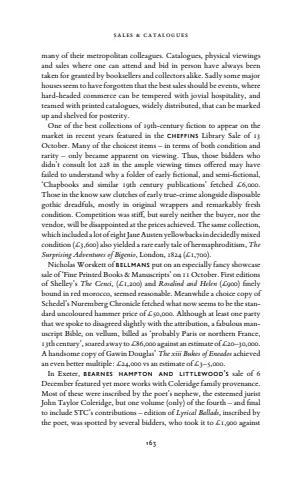 SALES & CATALOGUES
many of their metropolitan colleagues. Catalogues, physical viewings
and sales where one can attend and bid in person have always been
taken for granted by booksellers and collectors alike. Sadly some major
houses seem to have forgotten that the best sales should be events, where
hard-headed commerce can be tempered with jovial hospitality, and
teamed with printed catalogues, widely distributed, that can be marked
up and shelved for posterity.
One of the best collections of 19th-century fiction to appear on the
market in recent years featured in the CHEFFINS Library Sale of 13
October. Many of the choicest items – in terms of both condition and
rarity – only became apparent on viewing. Thus, those bidders who
didn't consult lot 228 in the ample viewing times offered may have
failed to understand why a folder of early fictional, and semi-fictional,
'Chapbooks and similar 19th century publications' fetched £6,000.
Those in the know saw clutches of early true-crime alongside disposable
gothic dreadfuls, mostly in original wrappers and remarkably fresh
condition. Competition was stiff, but surely neither the buyer, nor the
vendor, will be disappointed at the prices achieved. The same collection,
which included a lot of eight Jane Austen yellowbacks in decidedly mixed
condition (£3,600) also yielded a rare early tale of hermaphroditism, The
Surprising Adventures of Bigenio, London, 1824 (£1,700).
Nicholas Worskett of BELLMANS put on an especially fancy showcase
sale of 'Fine Printed Books & Manuscripts' on 11 October. First editions
of Shelley's The Cenci, (£1,200) and Rosalind and Helen (£900) finely
bound in red morocco, seemed reasonable. Meanwhile a choice copy of
Schedel's Nuremberg Chronicle fetched what now seems to be the stan-
dard uncoloured hammer price of £50,000. Although at least one party
that we spoke to disagreed slightly with the attribution, a fabulous man-
uscript Bible, on vellum, billed as 'probably Paris or northern France,
13th century', soared away to £86,000 against an estimate of £20–30,000.
A handsome copy of Gawin Douglas' The xiii Bukes of Eneados achieved
an even better multiple: £24,000 vs an estimate of £3–5,000.
In Exeter, BEARNES HAMPTON AND LITTLEWOOD'S sale of 6
December featured yet more works with Coleridge family provenance.
Most of these were inscribed by the poet's nephew, the esteemed jurist
John Taylor Coleridge, but one volume (only) of the fourth – and final
to include STC's contributions – edition of Lyrical Ballads, inscribed by
the poet, was spotted by several bidders, who took it to £1,900 against
163